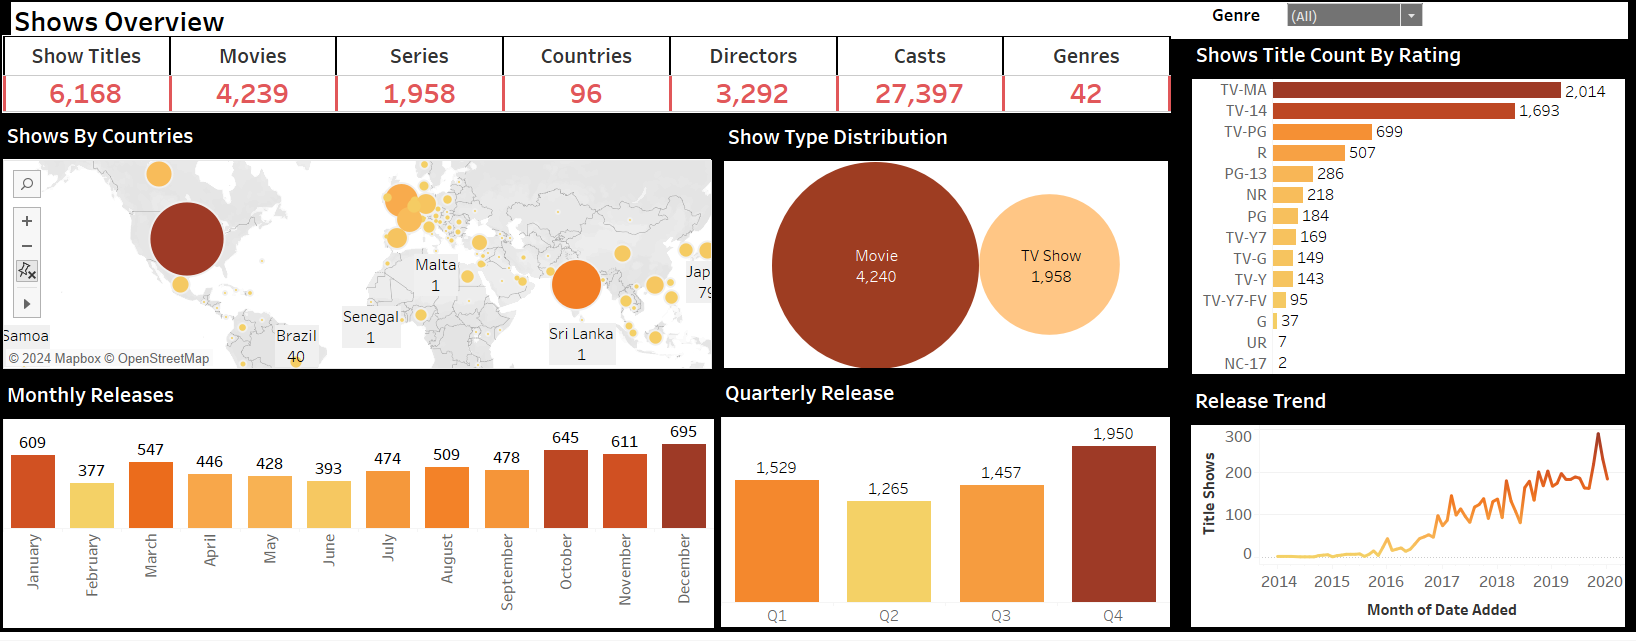 Shows Overview
Genre
(All)
Show Titles
Movies
Series
Countries
Directors
Casts
Genres
6,168
4,239
1,958
96
3,292
27,397
42
Shows By Countries
Samoa
Brazil
40
Senegal
1
Malta
1
Sri Lanka
1
Jap
79
© 2024 Mapbox © OpenStreetMap
Show Type Distribution
Movie
4,240
TV Show
1,958
Shows Title Count By Rating
TV-MA 2,014
TV-14 1,693
TV-PG 699
R 507
PG-13 286
NR 218
PG 184
TV-Y7 169
TV-G 149
TV-Y 143
TV-Y7-FV 95
G 37
UR 7
NC-17 2
Monthly Releases
609 377 547 446 428 393 474 509 478 645 611 695
January February March April May June July August September October November December
Quarterly Release
1,529 1,265 1,457 1,950
Q1 Q2 Q3 Q4
Release Trend
Title Shows
300
200
100
0
2014 2015 2016 2017 2018 2019 2020
Month of Date Added